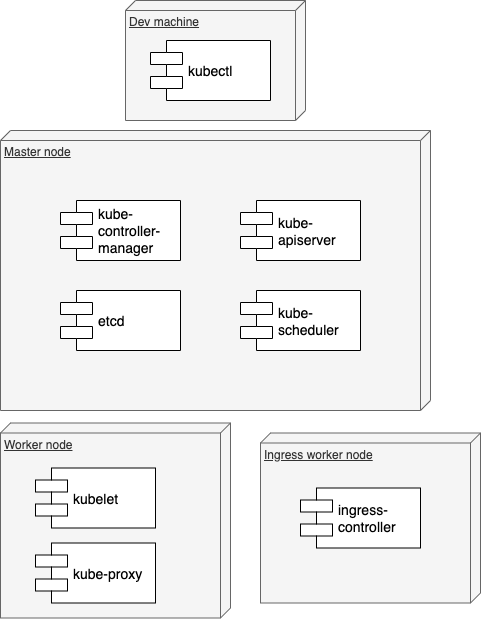 Dev machine
kubectl
Master node
kube-
controller-
manager
kube-
apiserver
etcd
kube-
scheduler
Worker node
kubelet
kube-proxy
Ingress worker node
ingress-
controller